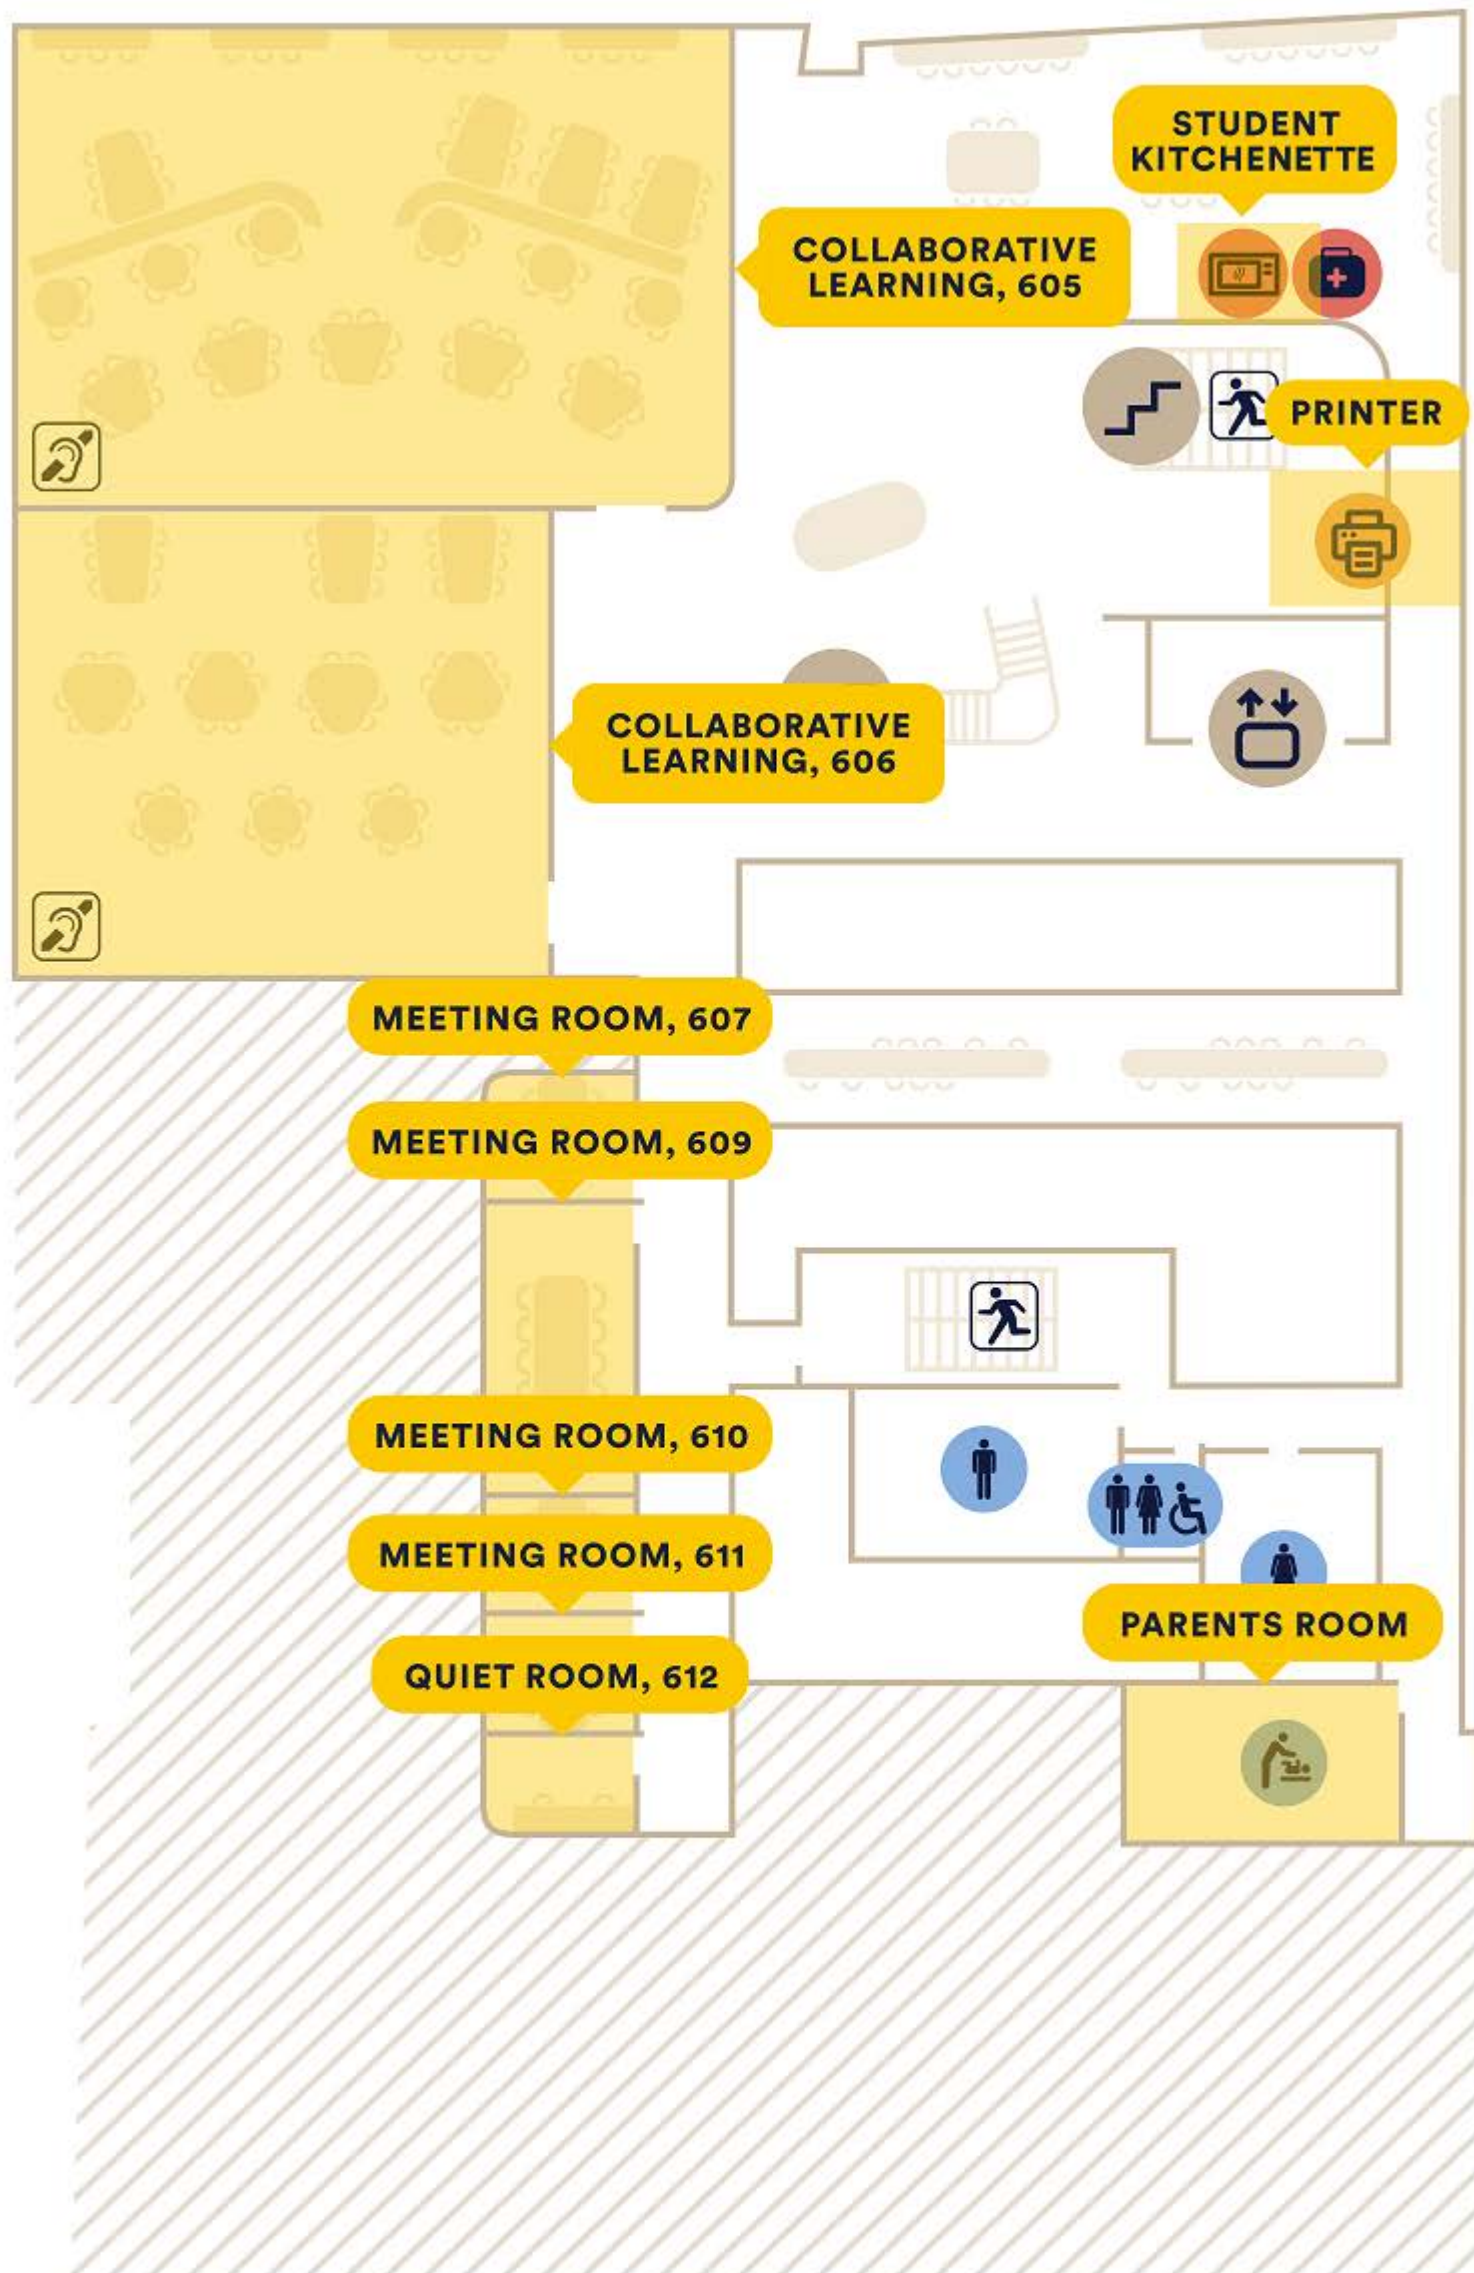 STUDENT
KITCHENETTE
COLLABORATIVE
LEARNING, 605
PRINTER
COLLABORATIVE
LEARNING, 606
MEETING ROOM, 607
MEETING ROOM, 609
MEETING ROOM, 610
MEETING ROOM, 611
PARENTS ROOM
QUIET ROOM, 612